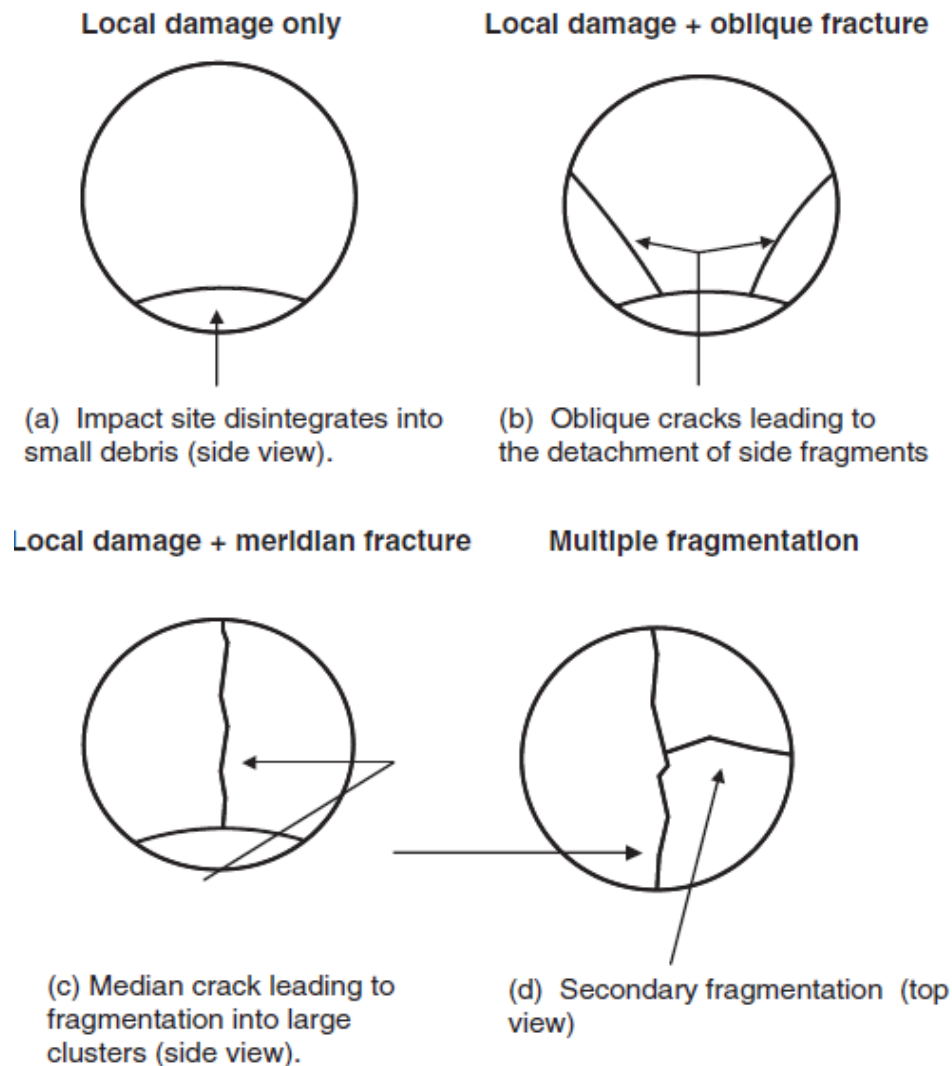 Local damage only
Local damage + oblique fracture
(a) Impact site disintegrates into
small debris (side view).
(b) Oblique cracks leading to
the detachment of side fragments
Local damage + meridian fracture
Multiple fragmentation
(c) Median crack leading to
fragmentation into large
clusters (side view).
(d) Secondary fragmentation (top
view)